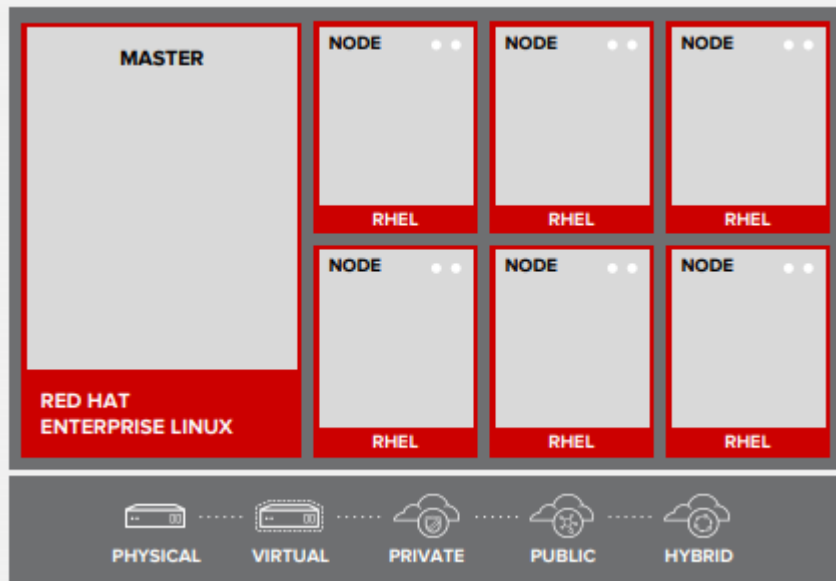 MASTER
RED HAT
ENTERPRISE LINUX
NODE
NODE
NODE
RHEL
RHEL
RHEL
NODE
NODE
NODE
RHEL
RHEL
RHEL
PHYSICAL
VIRTUAL
PRIVATE
PUBLIC
HYBRID